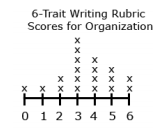 6-Trait Writing Rubric
Scores for Organization
x
x
x x
x x x
x x x x x
x x x x x x x
0 1 2 3 4 5 6